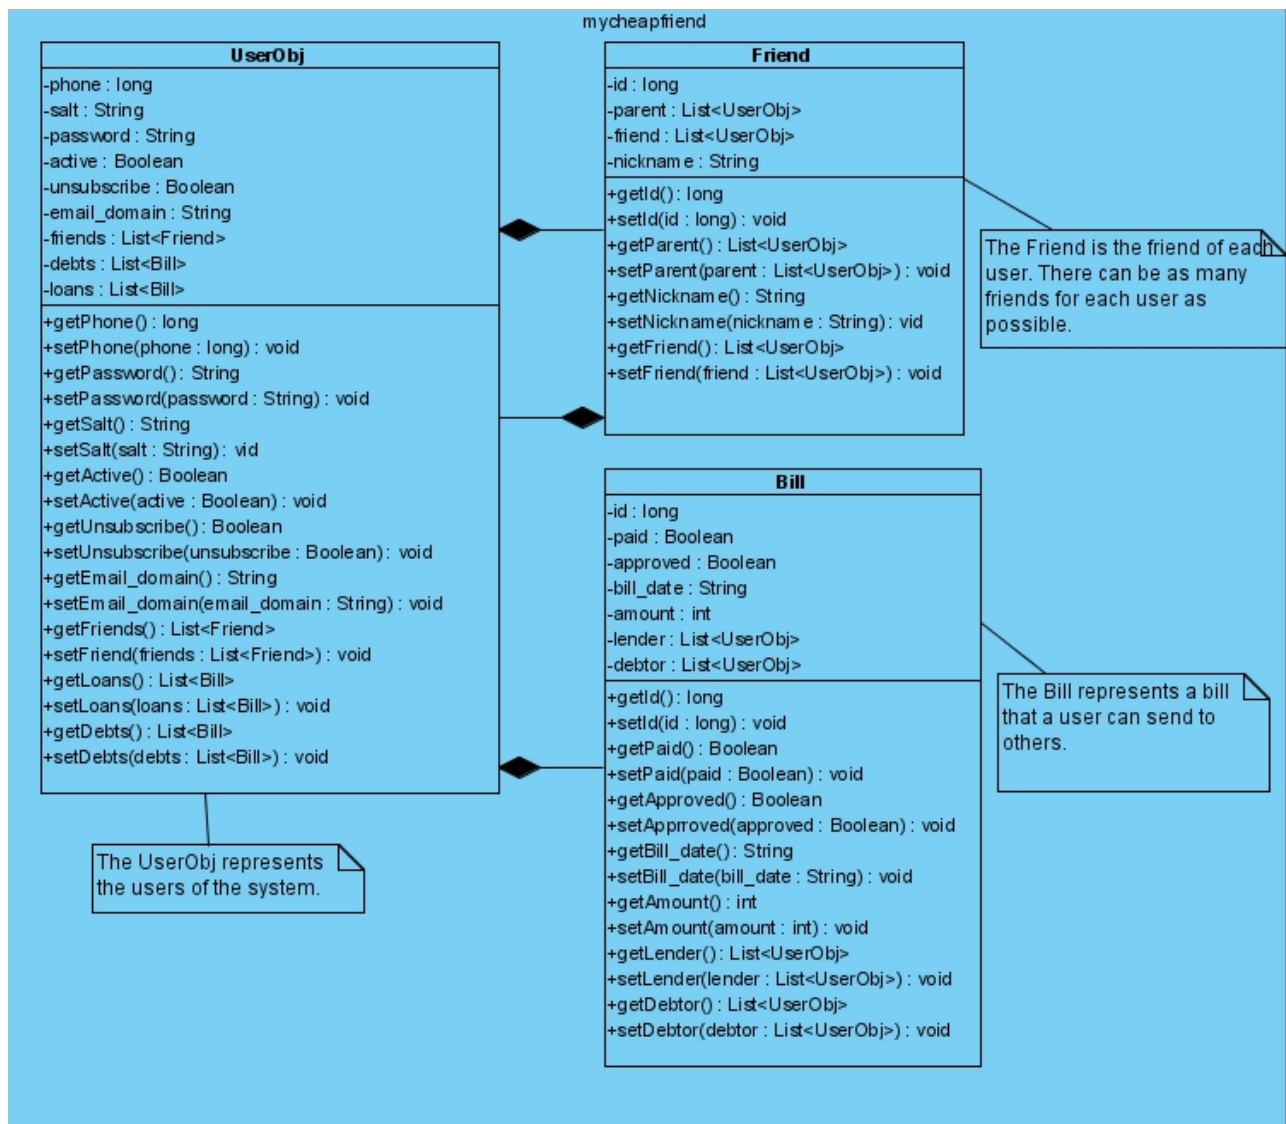 mycheapfriend
UserObj
-phone : long
-salt : String
-password : String
-active : Boolean
-unsubscribe : Boolean
-email_domain : String
-friends : List<Friend>
-debts : List<Bill>
-loans : List<Bill>
+getPhone() : long
+setPhone(phone : long) : void
+getPassword() : String
+setPassword(password : String) : void
+getSalt() : String
+setSalt(salt : String) : vid
+getActive() : Boolean
+setActive(active : Boolean) : void
+getUnsubscribe() : Boolean
+setUnsubscribe(unsubscribe : Boolean) : void
+getEmail_domain() : String
+setEmail_domain(email_domain : String) : void
+getFriends() : List<Friend>
+setFriend(friends : List<Friend>) : void
+getLoans() : List<Bill>
+setLoans(loans : List<Bill>) : void
+getDebts() : List<Bill>
+setDebts(debts : List<Bill>) : void
The UserObj represents
the users of the system.
Friend
-id : long
-parent : List<UserObj>
-friend : List<UserObj>
-nickname : String
+getId() : long
+setId(id : long) : void
+getParent() : List<UserObj>
+setParent(parent : List<UserObj>) : void
+getNickname() : String
+setNickname(nickname : String) : vid
+getFriend() : List<UserObj>
+setFriend(friend : List<UserObj>) : void
The Friend is the friend of each
user. There can be as many
friends for each user as
possible.
Bill
-id : long
-paid : Boolean
-approved : Boolean
-bill_date : String
-amount : int
-lender : List<UserObj>
-debtor : List<UserObj>
+getId() : long
+setId(id : long) : void
+getPaid() : Boolean
+setPaid(paid : Boolean) : void
+getApproved() : Boolean
+setApprroved(approved : Boolean) : void
+getBill_date() : String
+setBill_date(bill_date : String) : void
+getAmount() : int
+setAmount(amount : int) : void
+getLender() : List<UserObj>
+setLender(lender : List<UserObj>) : void
+getDebtor() : List<UserObj>
+setDebtor(debtor : List<UserObj>) : void
The Bill represents a bill
that a user can send to
others.